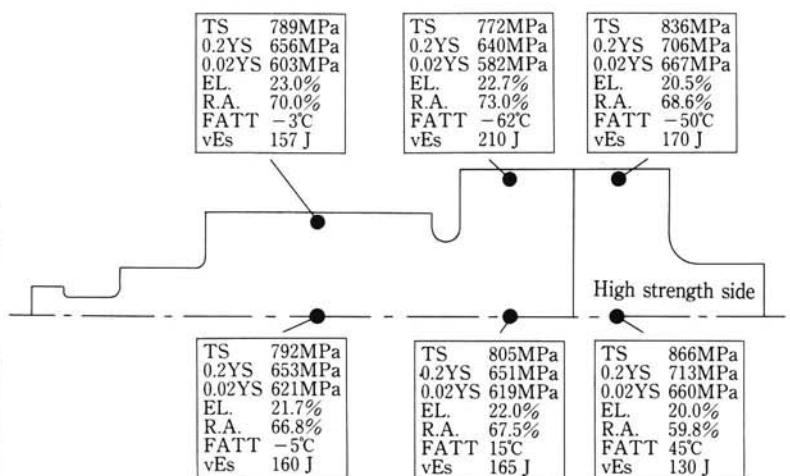 TS 789MPa
0.2YS 656MPa
0.02YS 603MPa
EL. 23.0%
R.A. 70.0%
FATT −3℃
vEs 157 J
TS 772MPa
0.2YS 640MPa
0.02YS 582MPa
EL. 22.7%
R.A. 73.0%
FATT −62℃
vEs 210 J
TS 836MPa
0.2YS 706MPa
0.02YS 667MPa
EL. 20.5%
R.A. 68.6%
FATT −50℃
vEs 170 J
High strength side
TS 792MPa
0.2YS 653MPa
0.02YS 621MPa
EL. 21.7%
R.A. 66.8%
FATT −5℃
vEs 160 J
TS 805MPa
0.2YS 651MPa
0.02YS 619MPa
EL. 22.0%
R.A. 67.5%
FATT 15℃
vEs 165 J
TS 866MPa
0.2YS 713MPa
0.02YS 660MPa
EL. 20.0%
R.A. 59.8%
FATT 45℃
vEs 130 J